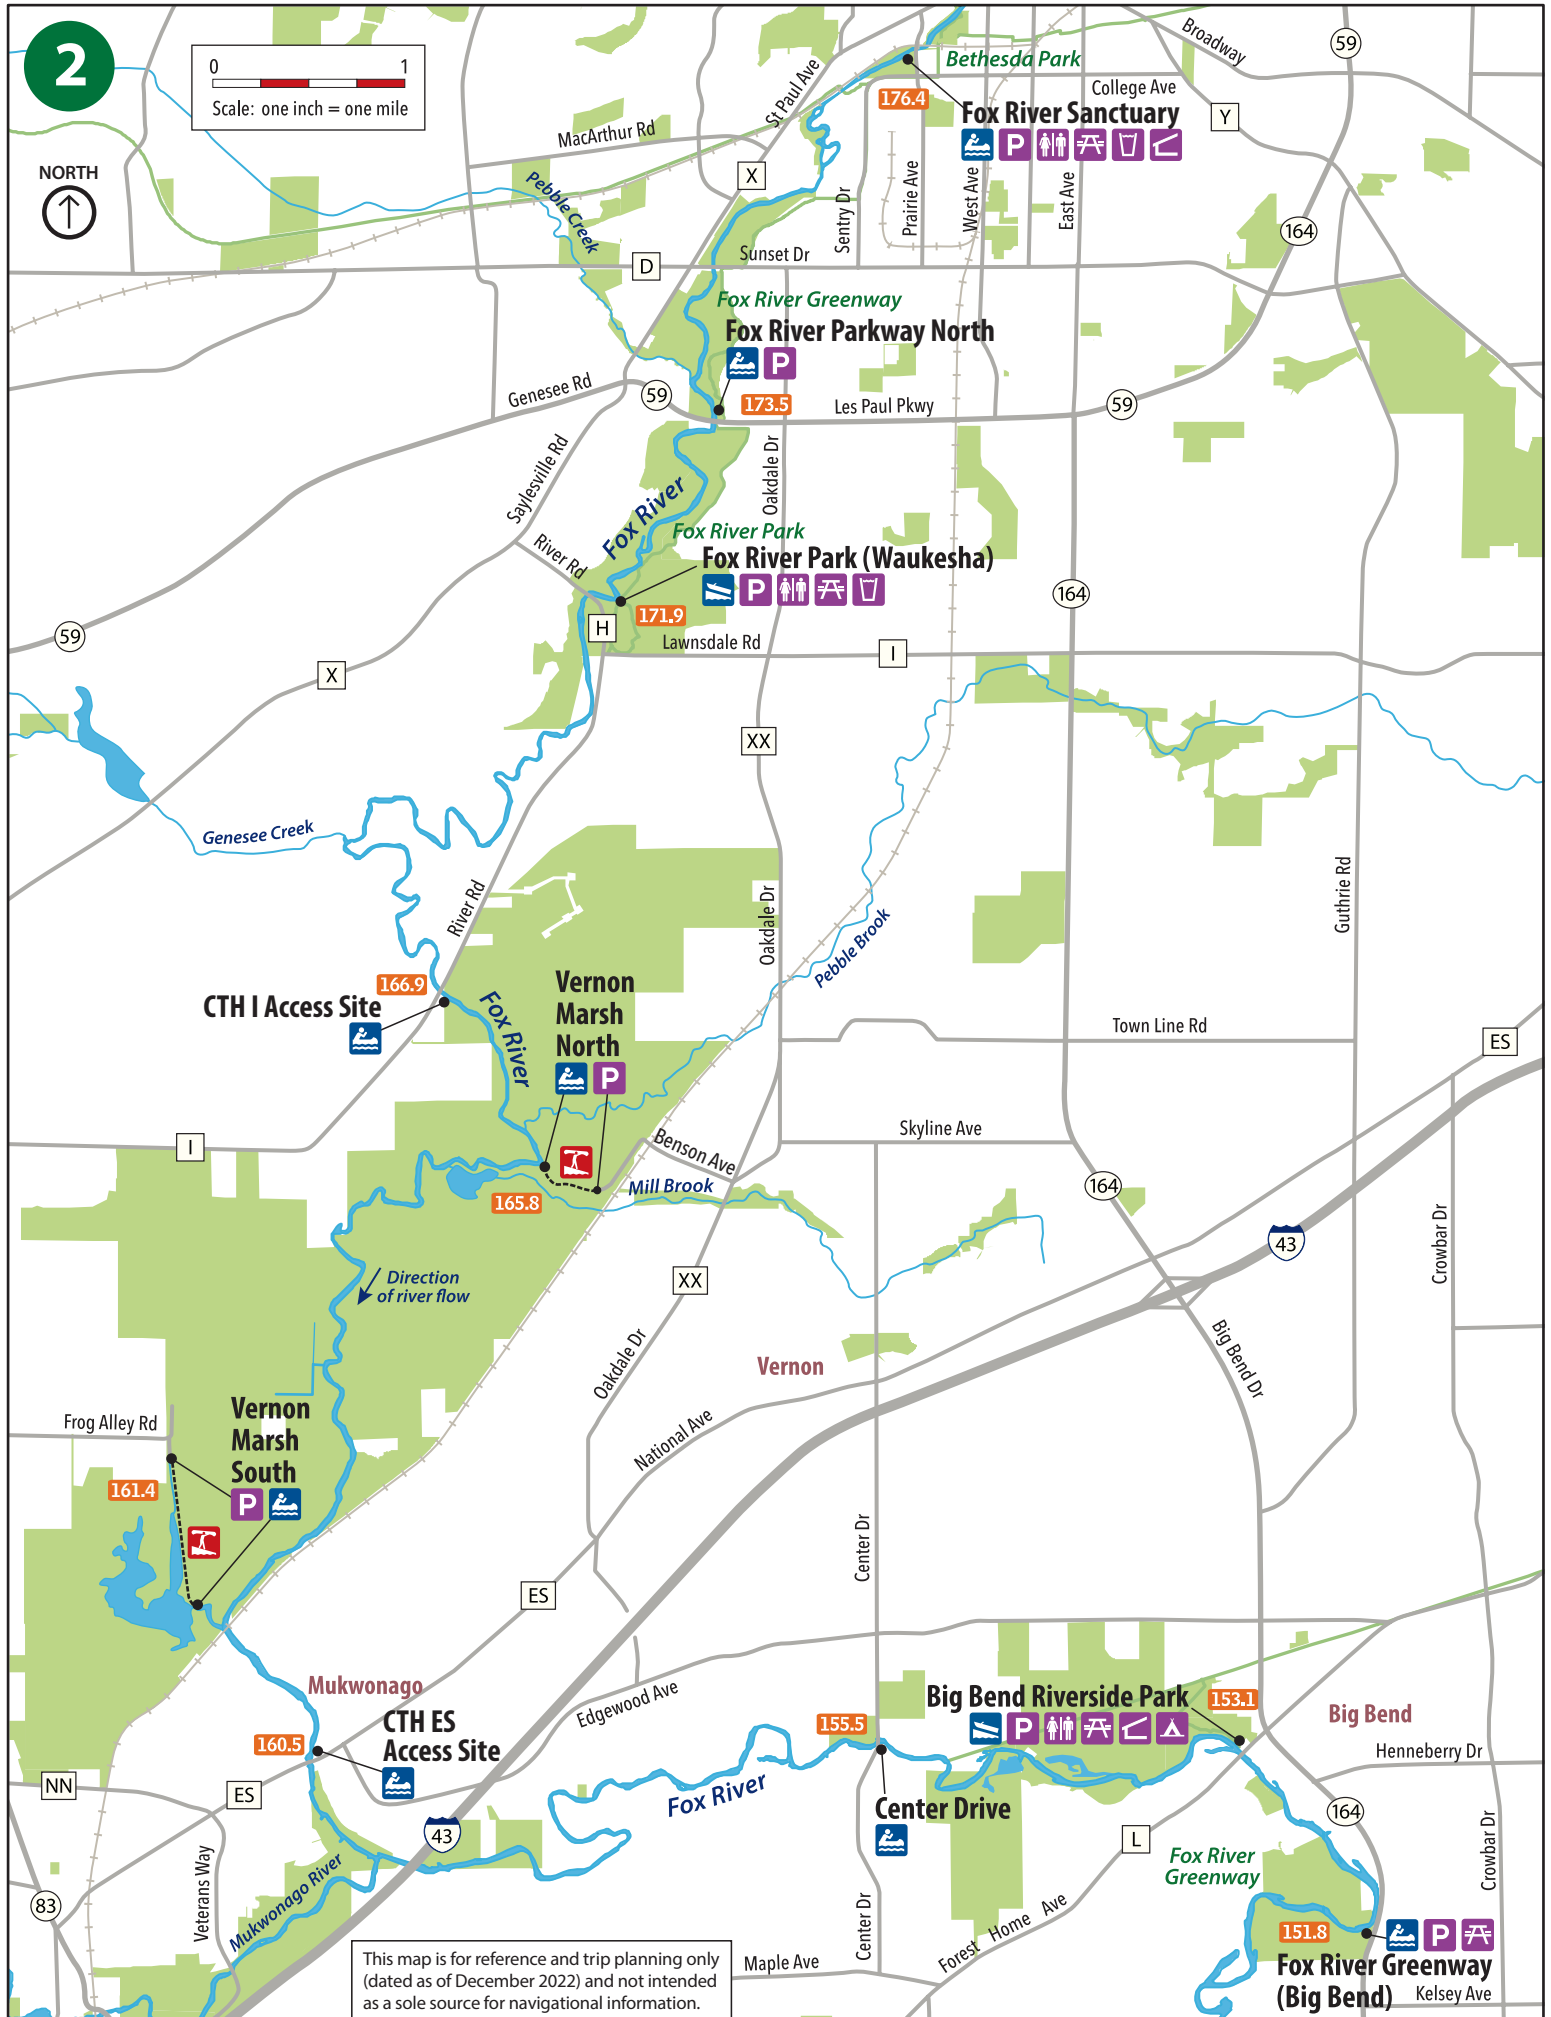 2
0 1
Scale: one inch = one mile
NORTH
Broadway
59
Bethesda Park
College Ave
Y
St Paul Ave
176.4
Fox River Sanctuary
P
MacArthur Rd
X
Pebble Creek
Sentry Dr
Prairie Ave
West Ave
East Ave
164
D
Sunset Dr
Fox River Greenway
Fox River Parkway North
P
Genesee Rd
59
173.5
Les Paul Pkwy
59
Saylesville Rd
Oakdale Dr
Fox River
Fox River Park
River Rd
Fox River Park (Waukesha)
P
171.9
164
H
59
Lawnsdale Rd
I
X
XX
Genesee Creek
River Rd
Oakdale Dr
Guthrie Rd
Pebble Brook
166.9
CTH I Access Site
Fox River
Vernon
Marsh
North
P
Town Line Rd
ES
I
Skyline Ave
Benson Ave
165.8
Mill Brook
164
43
Crowbar Dr
Direction
of river flow
XX
Oakdale Dr
Vernon
Big Bend Dr
Frog Alley Rd
Vernon
Marsh
South
P
National Ave
161.4
Center Dr
ES
Mukwonago
Edgewood Ave
CTH ES
Access Site
160.5
155.5
Big Bend Riverside Park
P
153.1
Big Bend
Henneberry Dr
NN
ES
Fox River
Center Drive
43
164
L
Fox River
Greenway
Crowbar Dr
Veterans Way
Mukwonago River
83
Center Dr
Forest Home Ave
151.8
P
Fox River Greenway
(Big Bend)
Kelsey Ave
Maple Ave
This map is for reference and trip planning only
(dated as of December 2022) and not intended
as a sole source for navigational information.